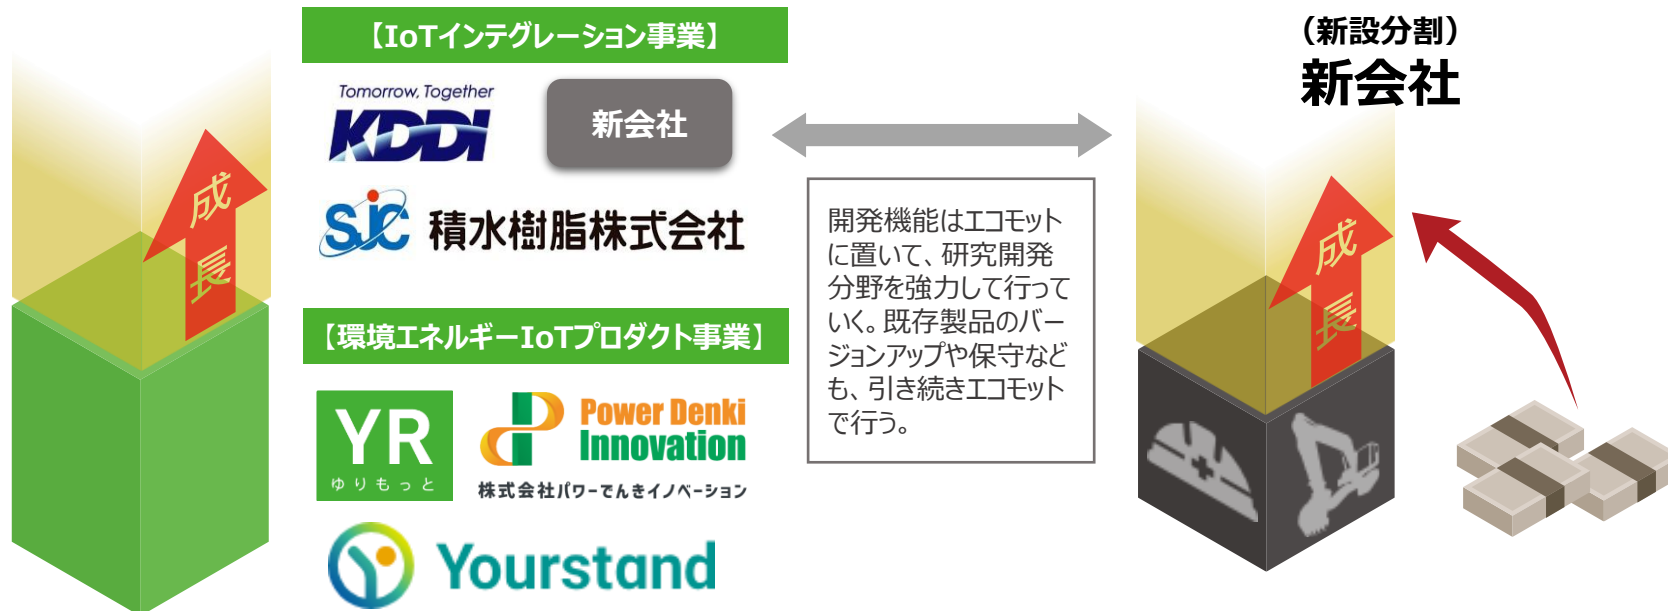 成長
【IoTインテグレーション事業】
Tomorrow, Together
KDDI
新会社
SJC 積水樹脂株式会社
【環境エネルギーIoTプロダクト事業】
YR
ゆりもっと
Power Denki
Innovation
株式会社パワーでんきイノベーション
Yourstand
開発機能はエコモット
に置いて、研究開発
分野を強力して行って
いく。既存製品のバー
ジョンアップや保守など
も、引き続きエコモット
で行う。
（新設分割）
新会社
成長